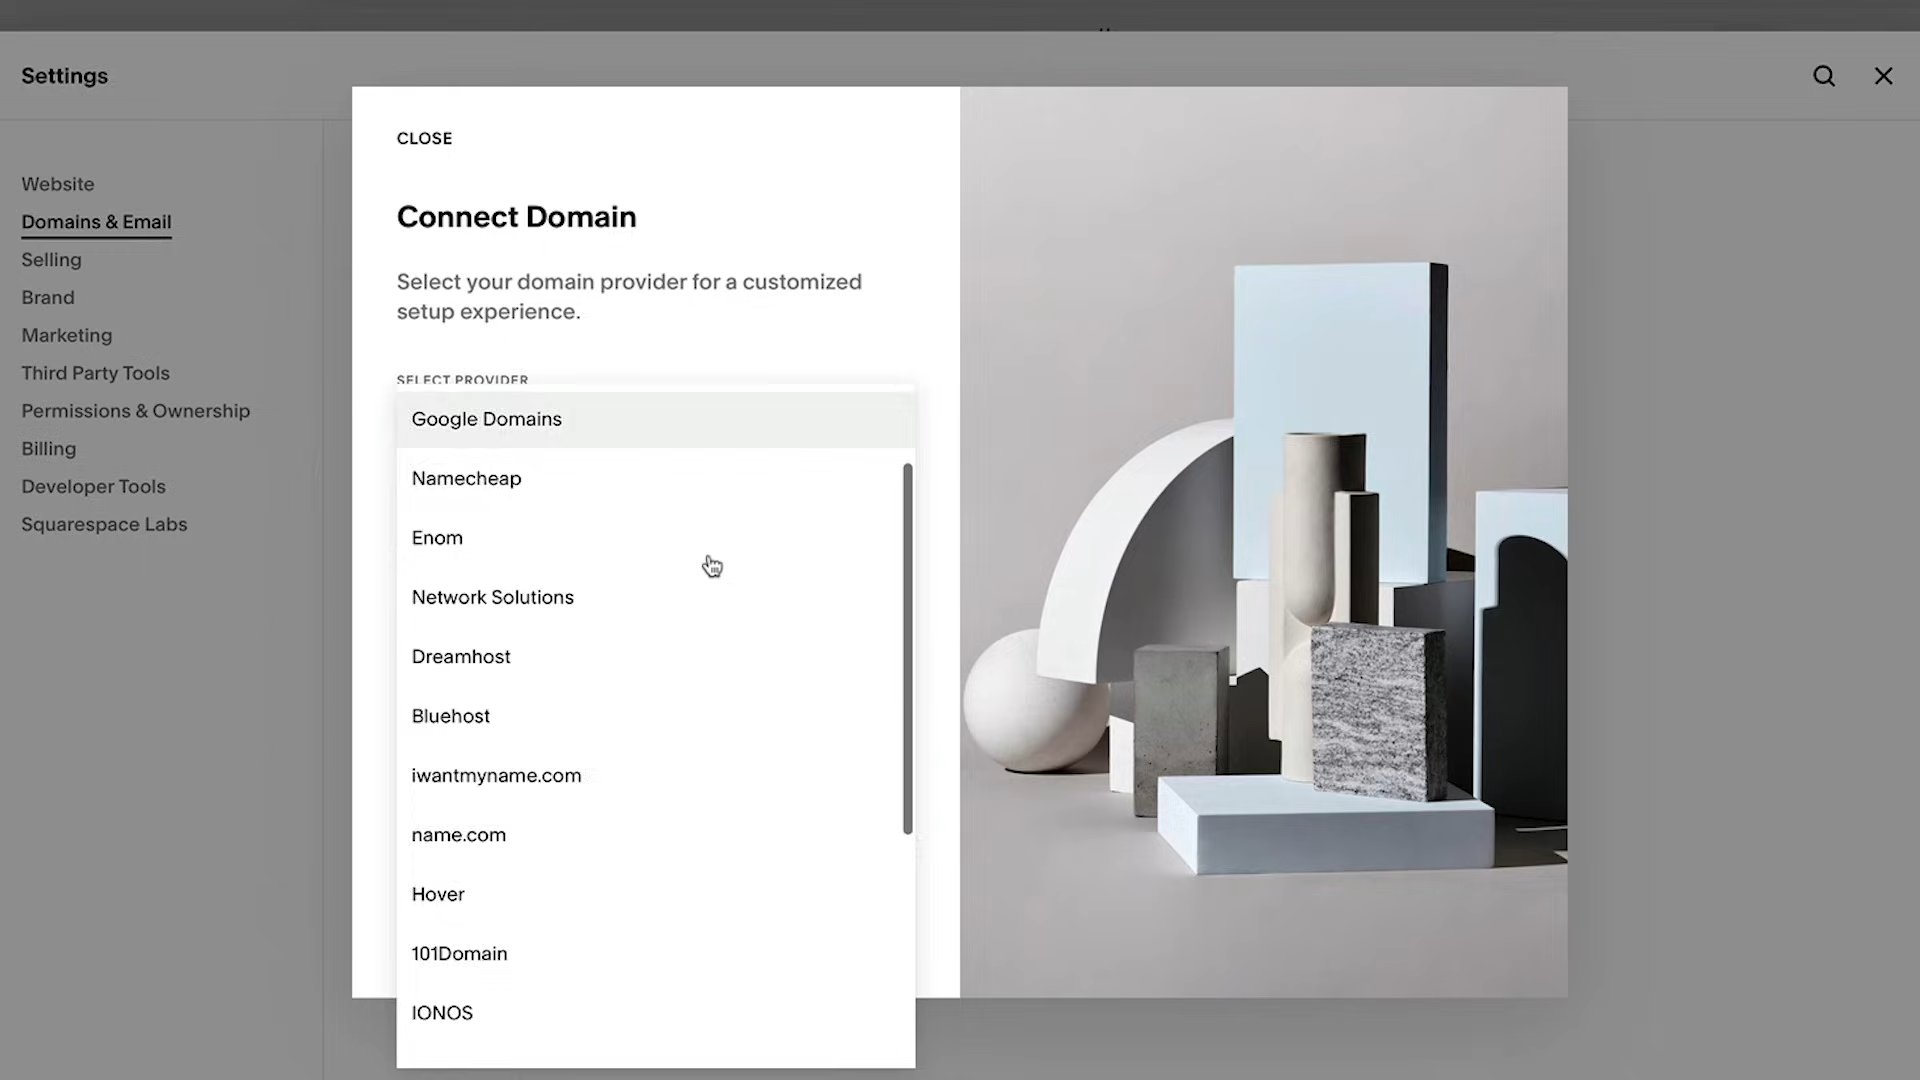 Settings
Website
Domains & Email
Selling
Brand
Marketing
Third Party Tools
Permissions & Ownership
Billing
Developer Tools
Squarespace Labs
CLOSE
Connect Domain
Select your domain provider for a customized
setup experience.
SELECT PROVIDER
Google Domains
Namecheap
Enom
Network Solutions
Dreamhost
Bluehost
iwantmyname.com
name.com
Hover
101Domain
IONOS